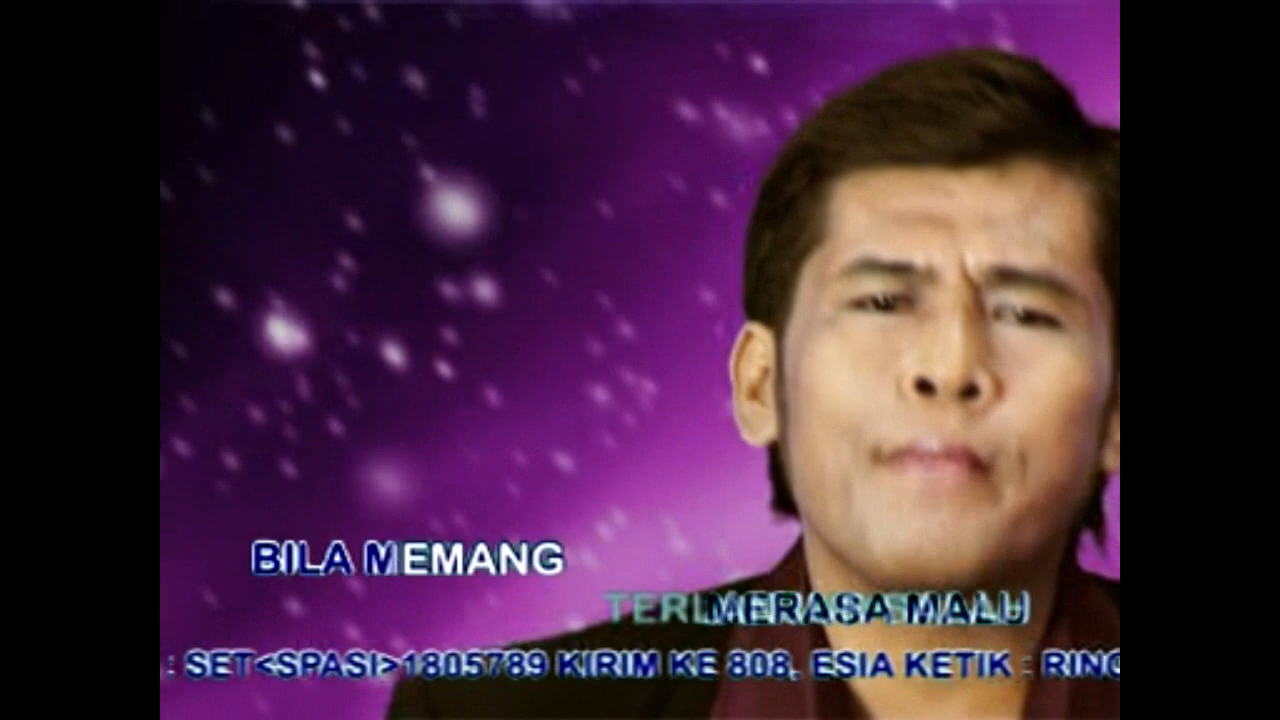 BILA MEMANG
MERASA MALU
: SET<SPASI>1805789 KIRIM KE 808, ESIA KETIK : RING